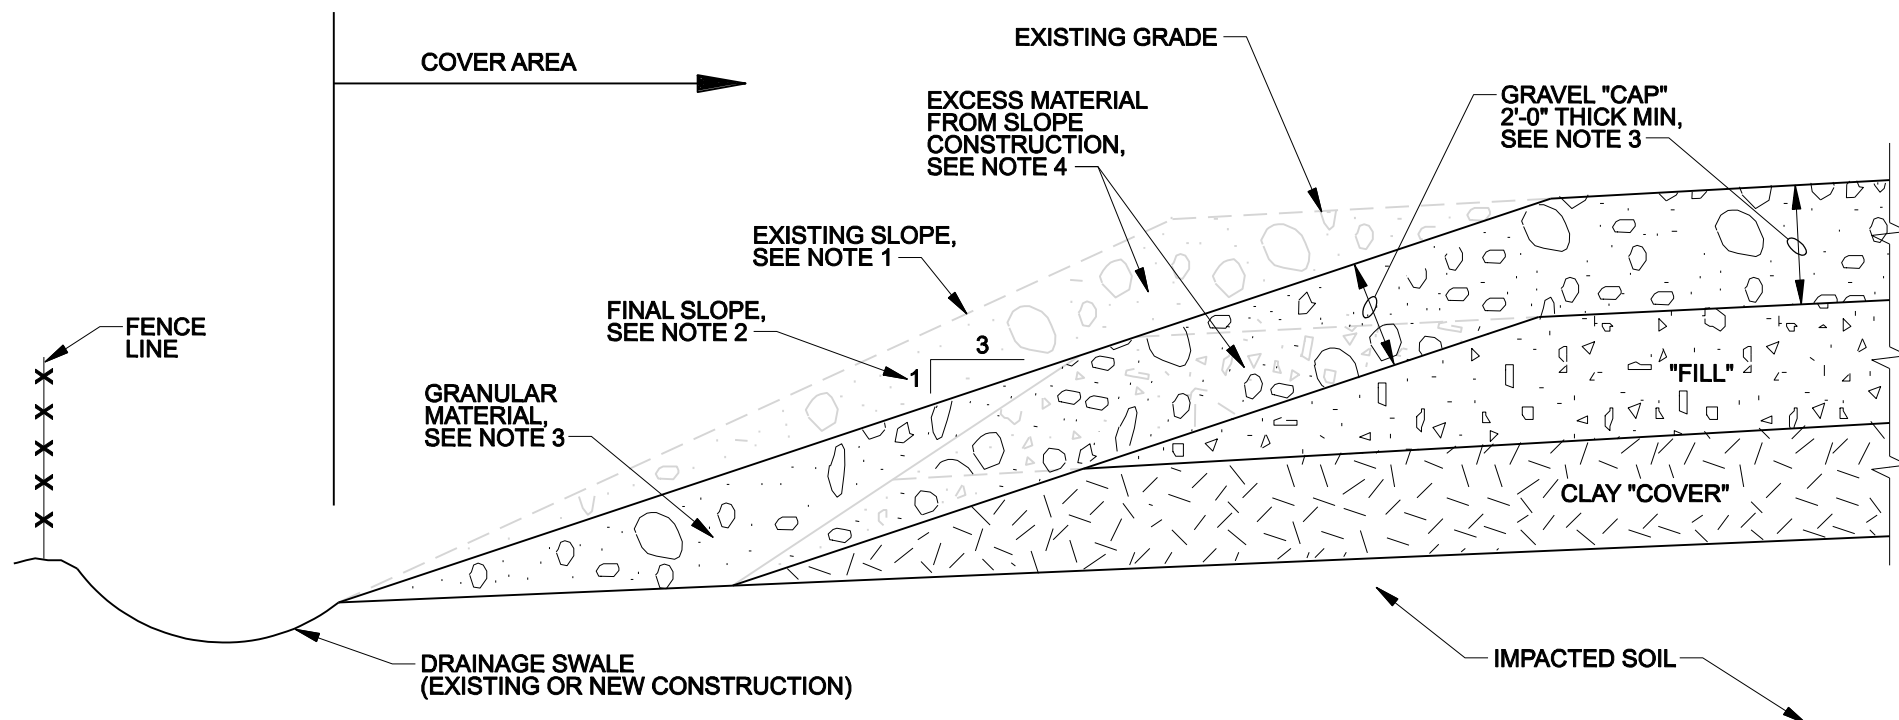 COVER AREA
EXISTING GRADE
EXCESS MATERIAL
FROM SLOPE
CONSTRUCTION,
SEE NOTE 4
GRAVEL "CAP"
2'-0" THICK MIN,
SEE NOTE 3
EXISTING SLOPE,
SEE NOTE 1
FINAL SLOPE,
SEE NOTE 2
FENCE
LINE
3
1
GRANULAR
MATERIAL,
SEE NOTE 3
"FILL"
CLAY "COVER"
DRAINAGE SWALE
(EXISTING OR NEW CONSTRUCTION)
IMPACTED SOIL